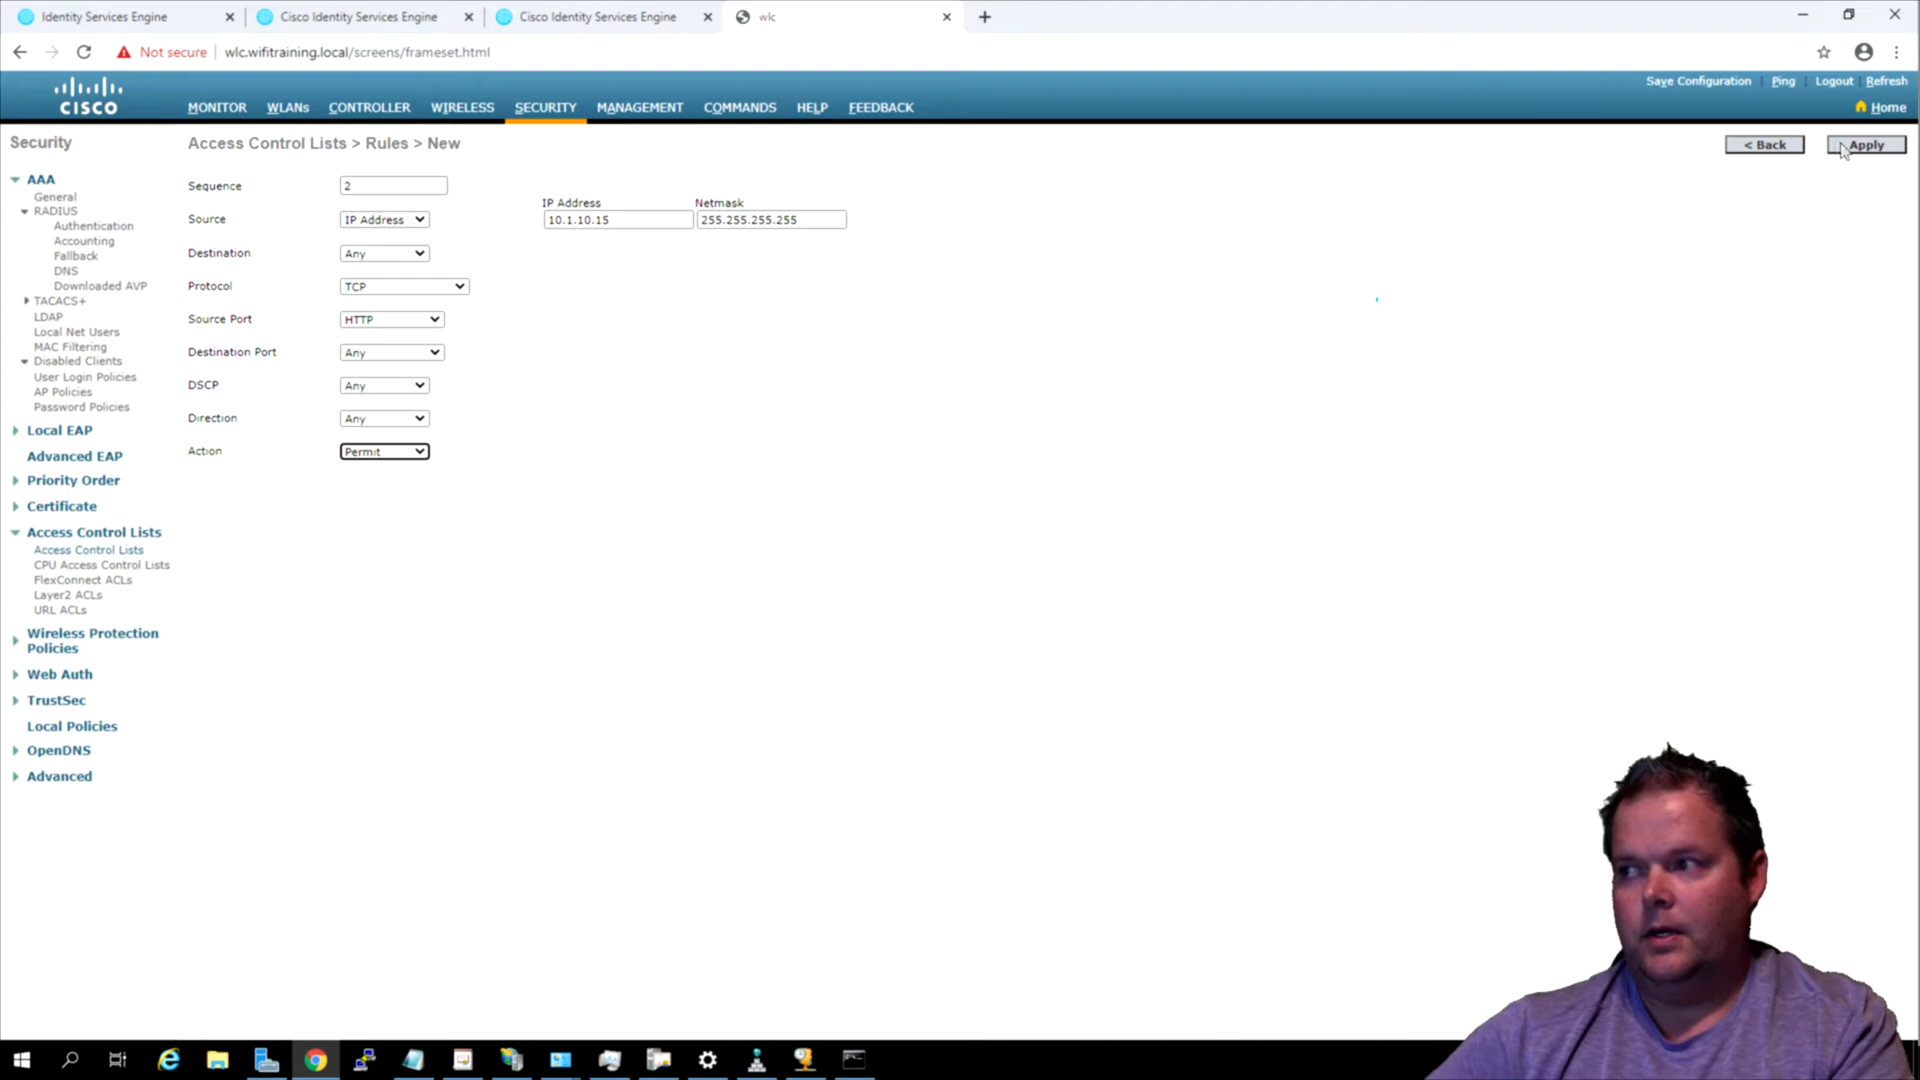 Identity Services Engine
Cisco Identity Services Engine
Cisco Identity Services Engine
wlc
Not secure
wlc.wifitraining.local/screens/frameset.html
Save Configuration
Ping
Logout
Refresh
CISCO
MONITOR
WLANs
CONTROLLER
WIRELESS
SECURITY
MANAGEMENT
COMMANDS
HELP
FEEDBACK
Home
Security
Access Control Lists > Rules > New
< Back
Apply
AAA
General
RADIUS
Authentication
Accounting
Fallback
DNS
Downloaded AVP
TACACS+
LDAP
Local Net Users
MAC Filtering
Disabled Clients
User Login Policies
AP Policies
Password Policies
Local EAP
Advanced EAP
Priority Order
Certificate
Access Control Lists
Access Control Lists
CPU Access Control Lists
FlexConnect ACLs
Layer2 ACLs
URL ACLs
Wireless Protection
Policies
Web Auth
TrustSec
Local Policies
OpenDNS
Advanced
Sequence 2
IP Address Netmask
Source IP Address 10.1.10.15 255.255.255.255
Destination Any
Protocol TCP
Source Port HTTP
Destination Port Any
DSCP Any
Direction Any
Action Permit